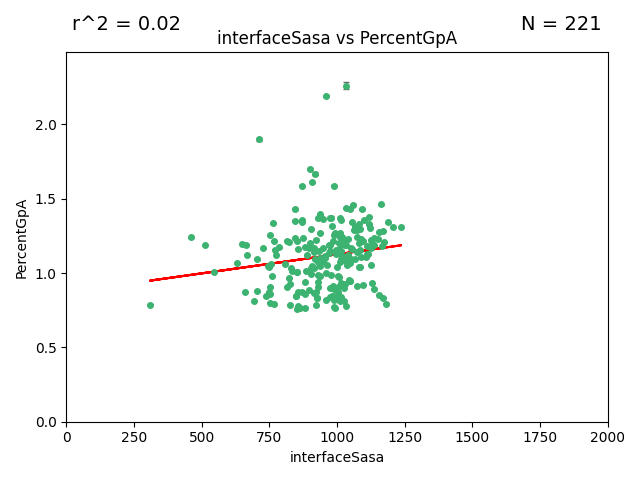 r^2 = 0.02
N = 221
interfaceSasa vs PercentGpA
PercentGpA
2.0
1.5
1.0
0.5
0.0
0
250
500
750
1000
1250
1500
1750
2000
interfaceSasa